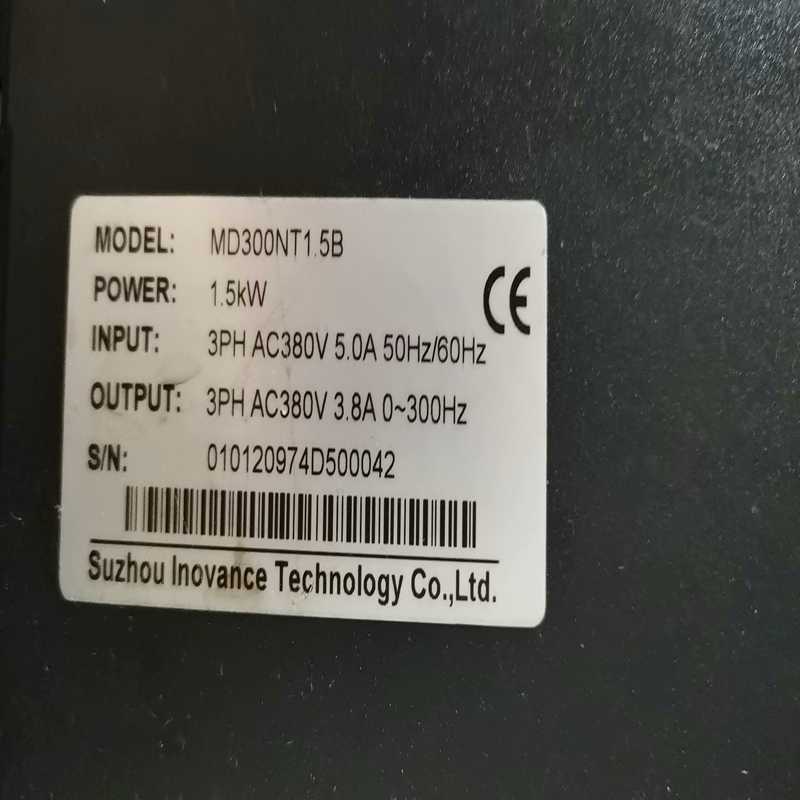 MODEL: MD300NT1.5B
POWER: 1.5kW
CE
INPUT: 3PH AC380V 5.0A 50Hz/60Hz
OUTPUT: 3PH AC380V 3.8A 0~300Hz
S/N: 010120974D500042
Suzhou Inovance Technology Co.,Ltd.